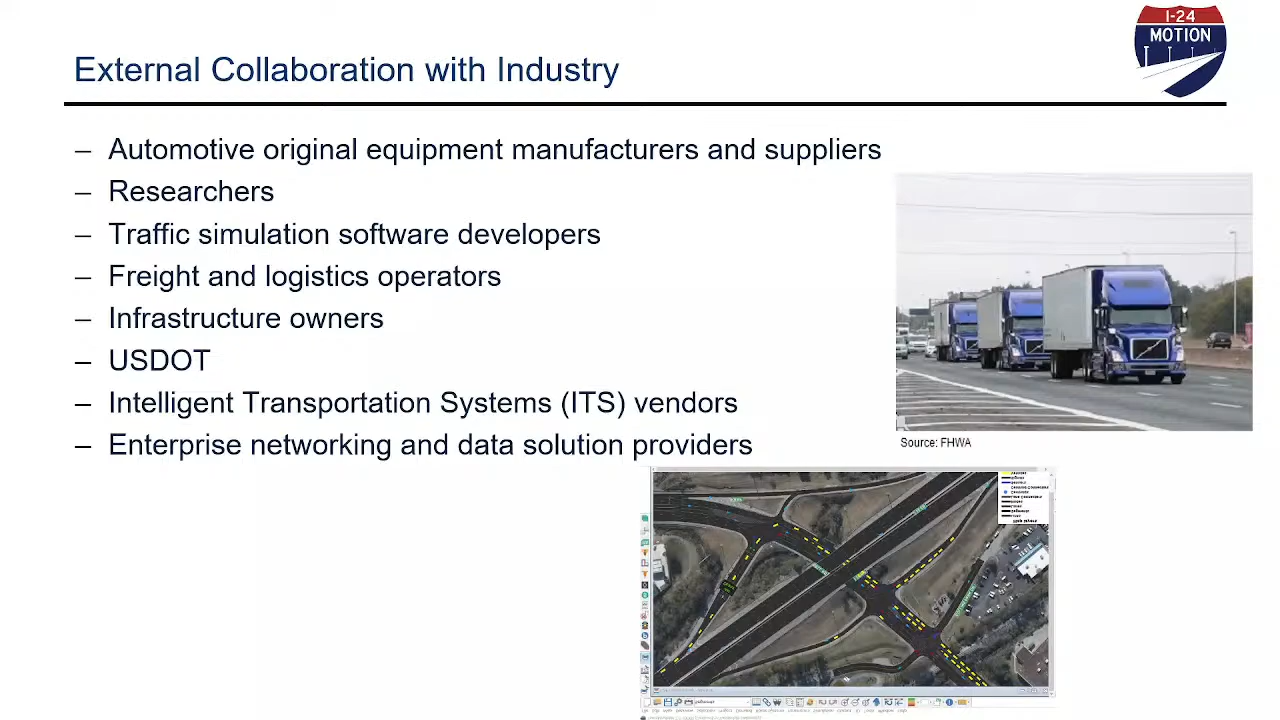 I-24
MOTION
External Collaboration with Industry
– Automotive original equipment manufacturers and suppliers
– Researchers
– Traffic simulation software developers
– Freight and logistics operators
– Infrastructure owners
– USDOT
– Intelligent Transportation Systems (ITS) vendors
– Enterprise networking and data solution providers
Source: FHWA